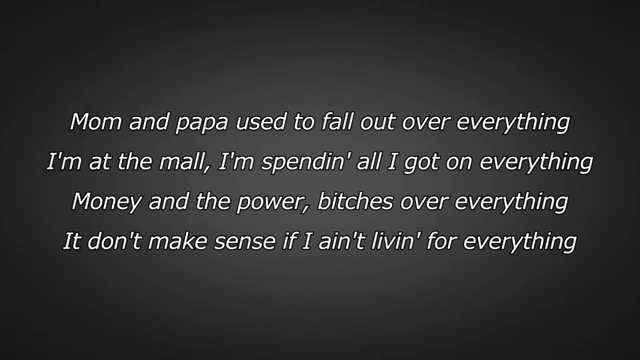 Mom and papa used to fall out over everything
I'm at the mall, I'm spendin' all I got on everything
Money and the power, bitches over everything
It don't make sense if I ain't livin' for everything